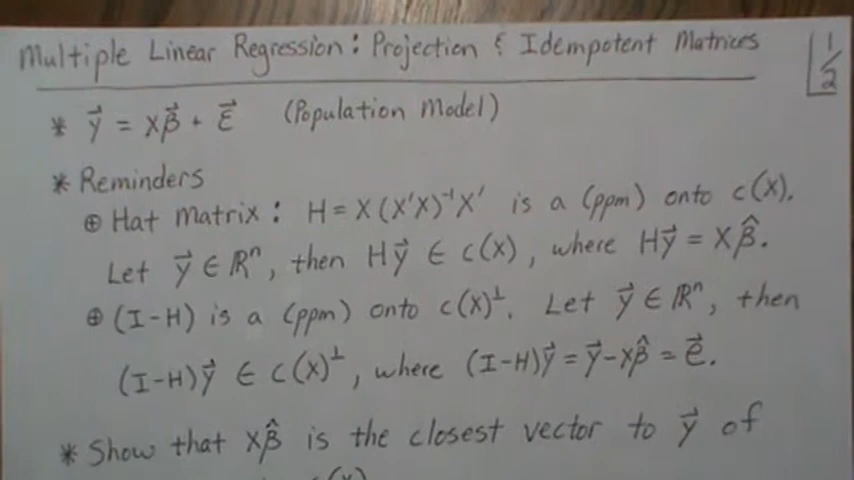 Multiple Linear Regression: Projection & Idempotent Matrices
1/2
* y⃗ = Xβ⃗ + ε⃗ (Population Model)
* Reminders
⊕ Hat Matrix: H = X(X'X)⁻¹X' is a (ppm) onto C(X).
Let y⃗ ∈ ℝⁿ, then Hy⃗ ∈ C(X), where Hy⃗ = Xβ̂.
⊕ (I-H) is a (ppm) onto C(X)⊥. Let y⃗ ∈ ℝⁿ, then
(I-H)y⃗ ∈ C(X)⊥, where (I-H)y⃗ = y⃗-Xβ̂ = e⃗.
* Show that Xβ̂ is the closest vector to y⃗ of
C(X)